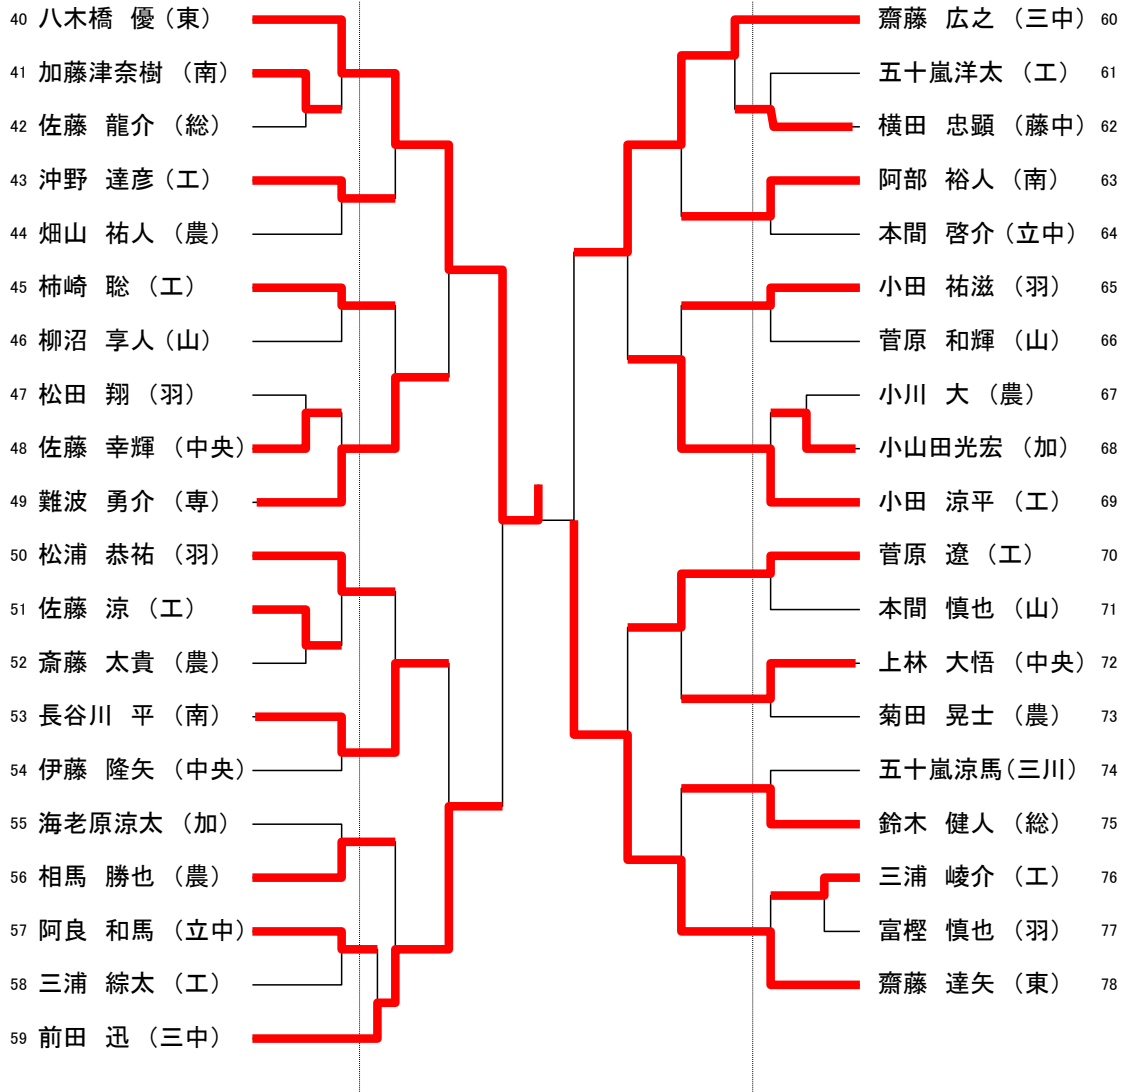 40 八木橋 優（東）
41 加藤津奈樹（南）
42 佐藤 龍介（総）
43 沖野 達彦（工）
44 畑山 祐人（農）
45 柿崎 聡（工）
46 柳沼 享人（山）
47 松田 翔（羽）
48 佐藤 幸輝（中央）
49 難波 勇介（専）
50 松浦 恭祐（羽）
51 佐藤 涼（工）
52 斎藤 太貴（農）
53 長谷川 平（南）
54 伊藤 隆矢（中央）
55 海老原涼太（加）
56 相馬 勝也（農）
57 阿良 和馬（立中）
58 三浦 綜太（工）
59 前田 迅（三中）
齋藤 広之（三中） 60
五十嵐洋太（工） 61
横田 忠顕（藤中） 62
阿部 裕人（南） 63
本間 啓介（立中） 64
小田 祐滋（羽） 65
菅原 和輝（山） 66
小川 大（農） 67
小山田光宏（加） 68
小田 涼平（工） 69
菅原 遼（工） 70
本間 慎也（山） 71
上林 大悟（中央） 72
菊田 晃士（農） 73
五十嵐涼馬（三川） 74
鈴木 健人（総） 75
三浦 崚介（工） 76
富樫 慎也（羽） 77
齋藤 達矢（東） 78